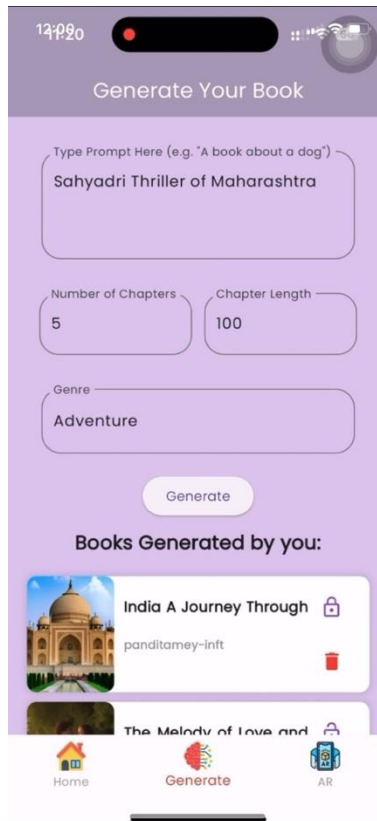 Generate Your Book
Type Prompt Here (e.g. "A book about a dog")
Sahyadri Thriller of Maharashtra
Number of Chapters
Chapter Length
5
100
Genre
Adventure
Generate
Books Generated by you:
India A Journey Through
panditamey-inft
The Melody of Love and
Home
Generate
AR